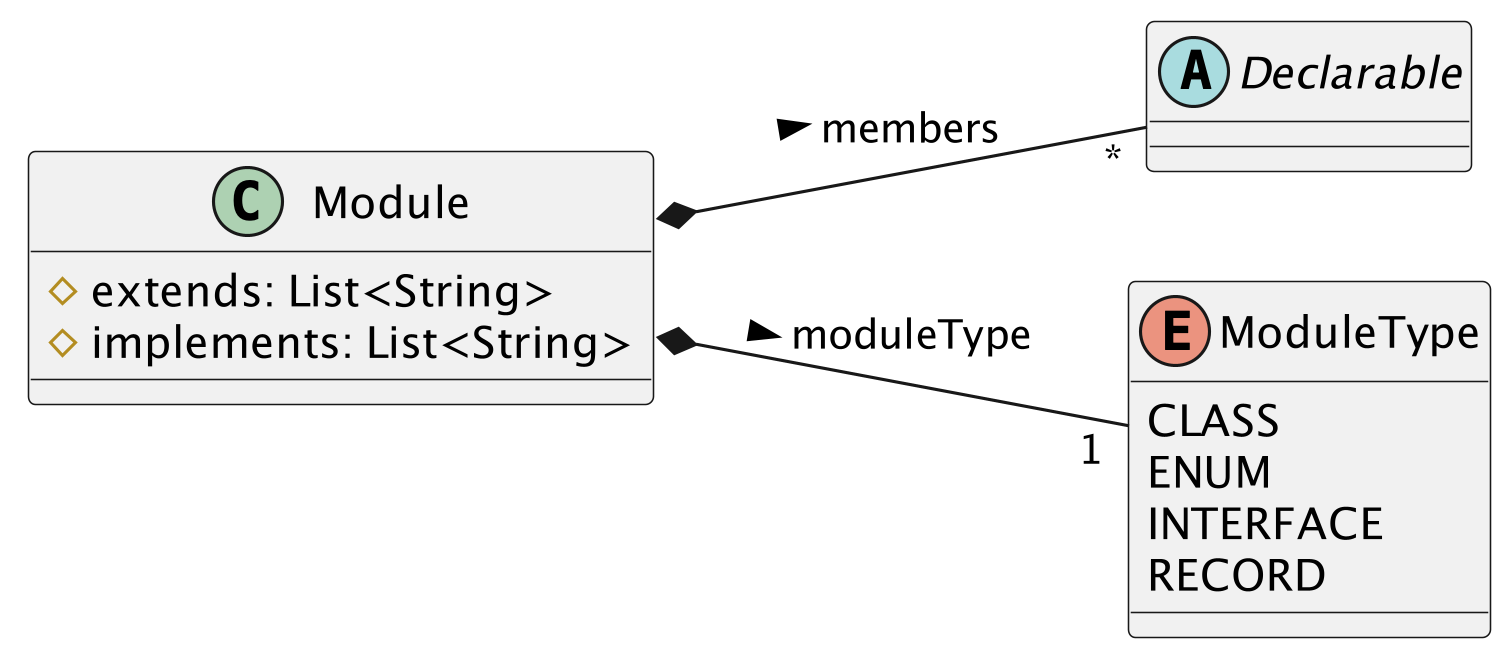 C Module
extends: List<String>
implements: List<String>
members
*
A Declarable
moduleType
1
E ModuleType
CLASS
ENUM
INTERFACE
RECORD